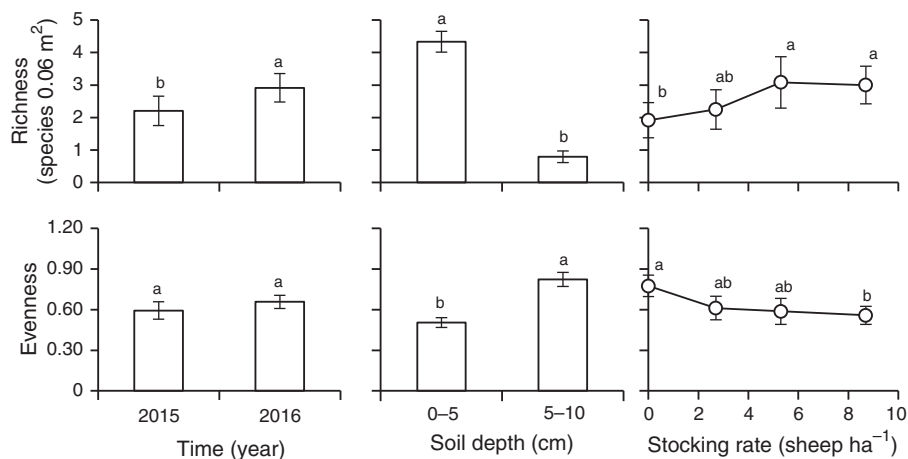 Richness
(species 0.06 m²)
5
4
3
2
1
0
b
a
a
b
b
ab
a
a
Evenness
1.20
0.90
0.60
0.30
0
a
a
b
a
a
ab
ab
b
2015
2016
0–5
5–10
0
2
4
6
8
10
Time (year)
Soil depth (cm)
Stocking rate (sheep ha⁻¹)